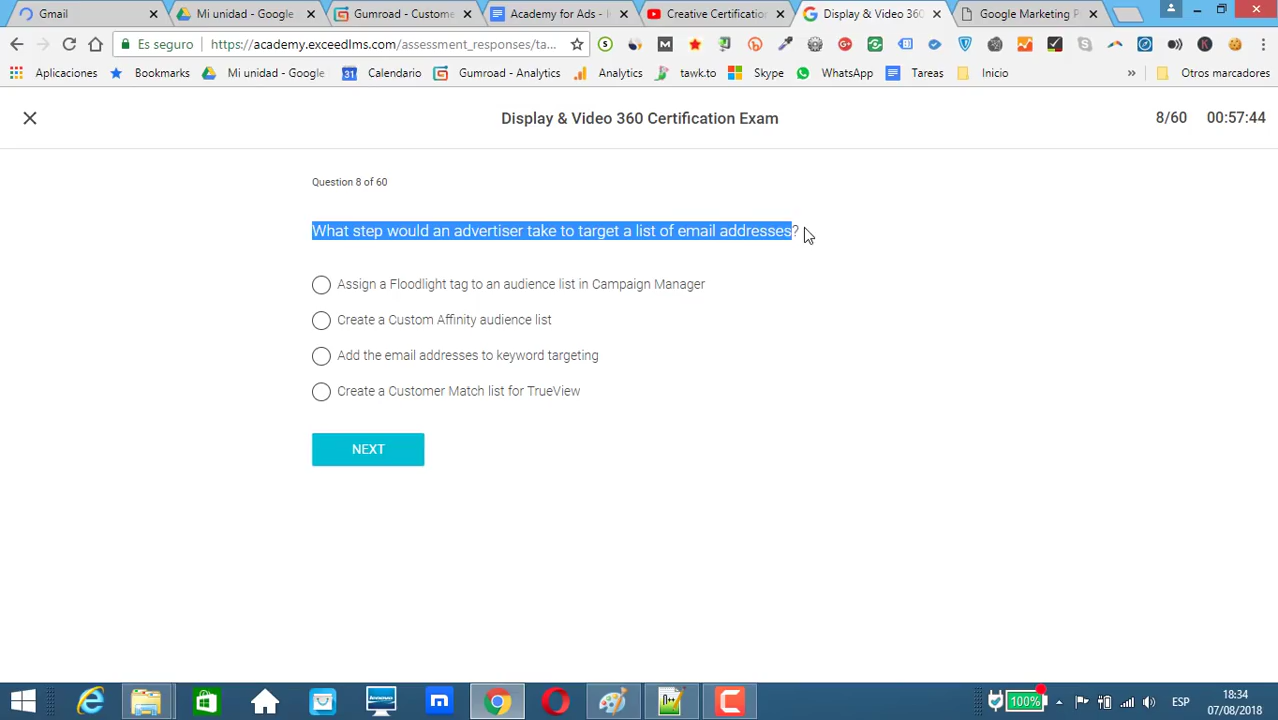 Gmail
Mi unidad - Google
Gumroad - Custome
Academy for Ads - I
Creative Certification
Display & Video 360
Google Marketing P
Es seguro
https://academy.exceedlms.com/assessment_responses/ta...
Aplicaciones
Bookmark
Mi unidad - Google
31
Calendario
Gumroad - Analytics
Analytics
tawk.to
Skype
WhatsApp
Tareas
Inicio
»
Otros marcadores
Display & Video 360 Certification Exam
8/60
00:57:44
Question 8 of 60
What step would an advertiser take to target a list of email addresses?
Assign a Floodlight tag to an audience list in Campaign Manager
Create a Custom Affinity audience list
Add the email addresses to keyword targeting
Create a Customer Match list for TrueView
NEXT
100%
ESP
18:34
07/08/2018